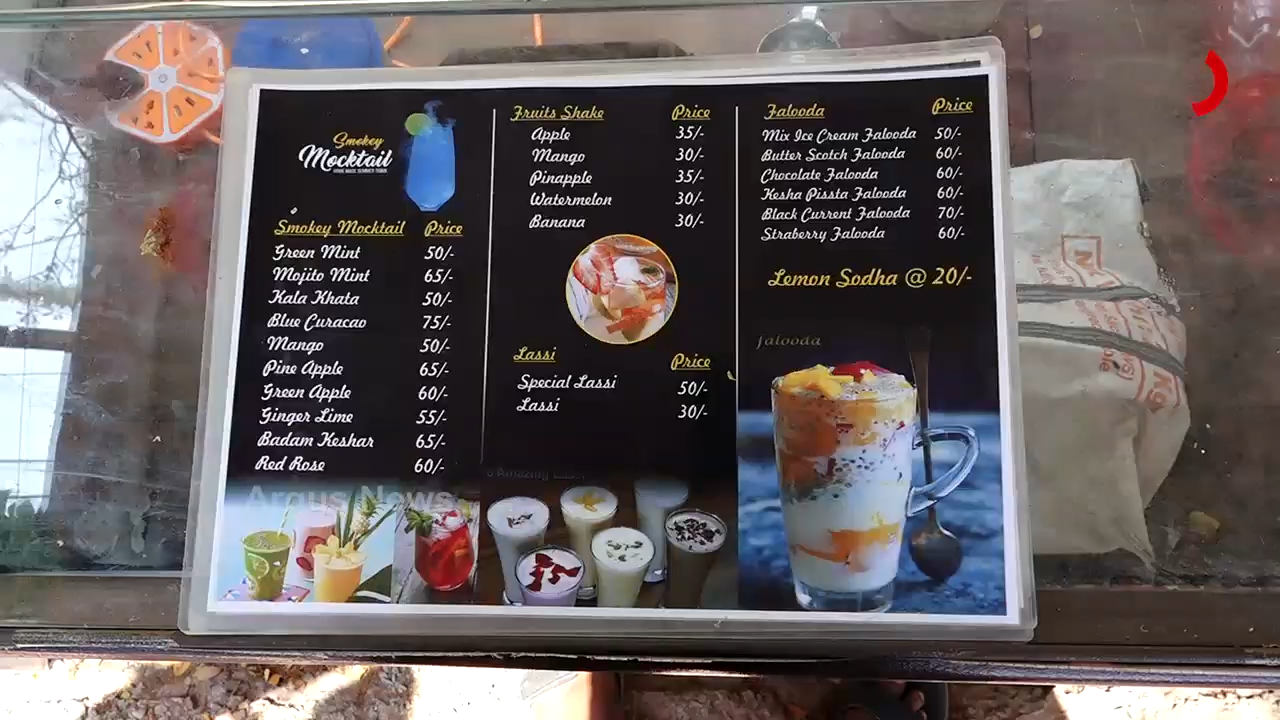 Smokey
Mocktail
Smokey Mocktail Price
Green Mint 50/-
Mojito Mint 65/-
Kala Khata 50/-
Blue Curacao 75/-
Mango 50/-
Pine Apple 65/-
Green Apple 60/-
Ginger Lime 55/-
Badam Keshar 65/-
Red Rose 60/-
Argus News
Fruits Shake Price
Apple 35/-
Mango 30/-
Pinapple 35/-
Watermelon 30/-
Banana 30/-
Lassi Price
Special Lassi 50/-
Lassi 30/-
Falooda Price
Mix Ice Cream Falooda 50/-
Butter Scotch Falooda 60/-
Chocolate Falooda 60/-
Kesha Pissta Falooda 60/-
Black Current Falooda 70/-
Straberry Falooda 60/-
Lemon Sodha @ 20/-
falooda